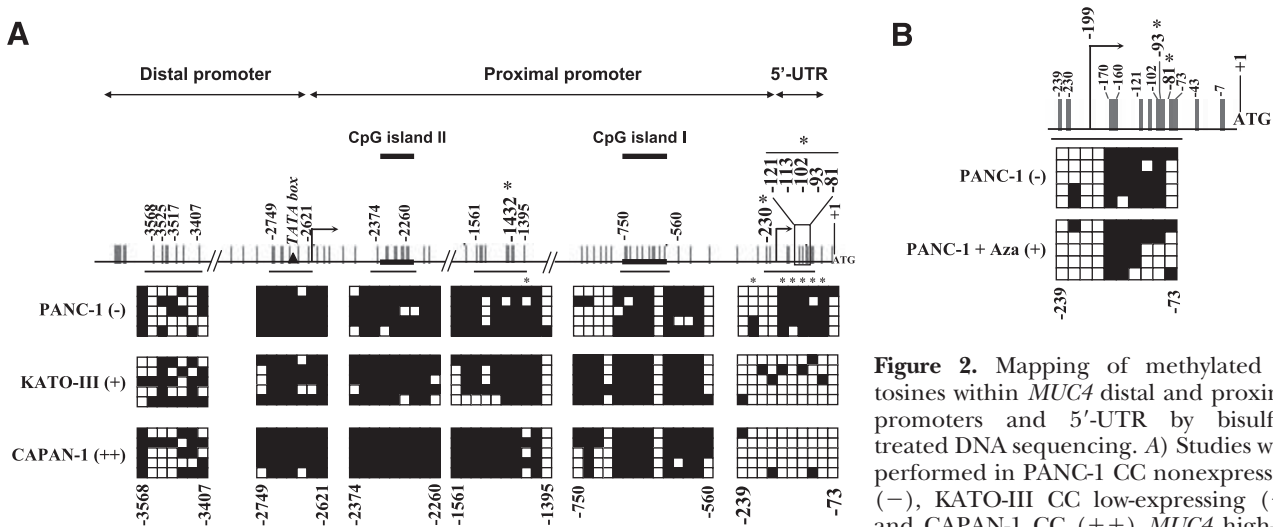 A
Distal promoter
Proximal promoter
5'-UTR
CpG island II
CpG island I
*
-121
-113
-102
-93
-81
-3568
-3525
-3517
-3407
-2749
TATA box
-2621
-2374
-2260
-1561
-1432 *
-1395
-750
-560
-230 *
+1
ATG
* * * * * * *
PANC-1 (-)
KATO-III (+)
CAPAN-1 (++)
-3568
-3407
-2749
-2621
-2374
-2260
-1561
-1395
-750
-560
-239
-73
B
-239
-230
-199
-170
-160
-121
-102
-93 *
-81 *
-73
-43
-7
+1
ATG
PANC-1 (-)
PANC-1 + Aza (+)
-239
-73
Figure 2. Mapping of methylated
tosines within MUC4 distal and proxim
promoters and 5′-UTR by bisulf
treated DNA sequencing. A) Studies w
performed in PANC-1 CC nonexpress
(−), KATO-III CC low-expressing (
and CAPAN-1 CC (++) MUC4 high-